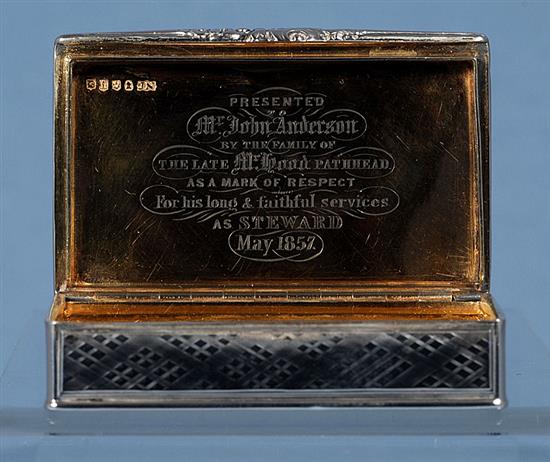 PRESENTED
TO
Mr. John Anderson
BY THE FAMILY OF
THE LATE Mr. Hood PATHHEAD
AS A MARK OF RESPECT
For his long & faithful services
AS STEWARD
May 1857.